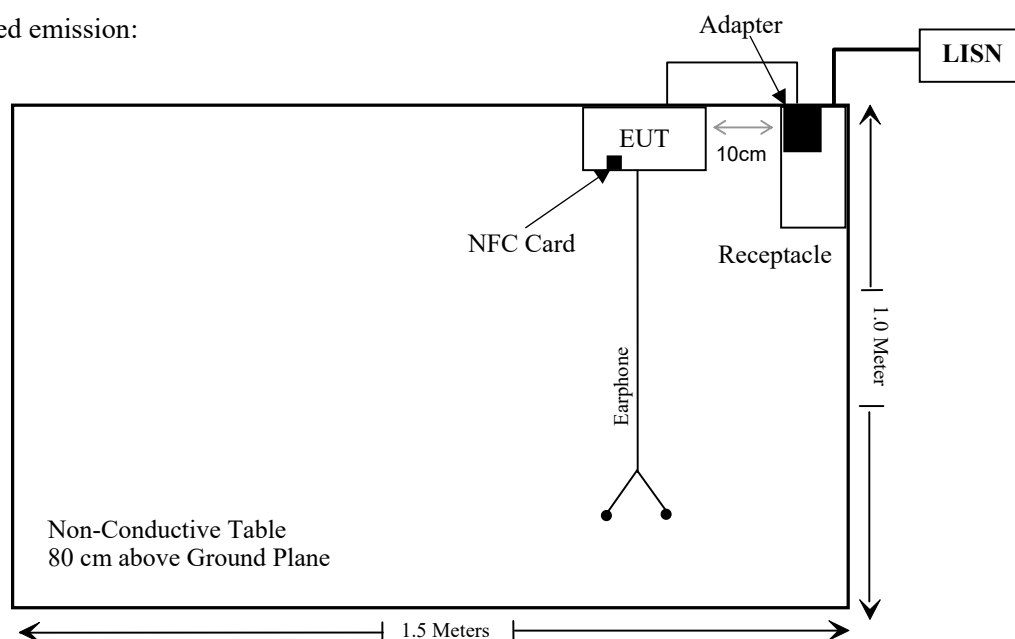 ed emission:
Adapter
LISN
EUT
10cm
NFC Card
Receptacle
1.0 Meter
Earphone
Non-Conductive Table
80 cm above Ground Plane
1.5 Meters